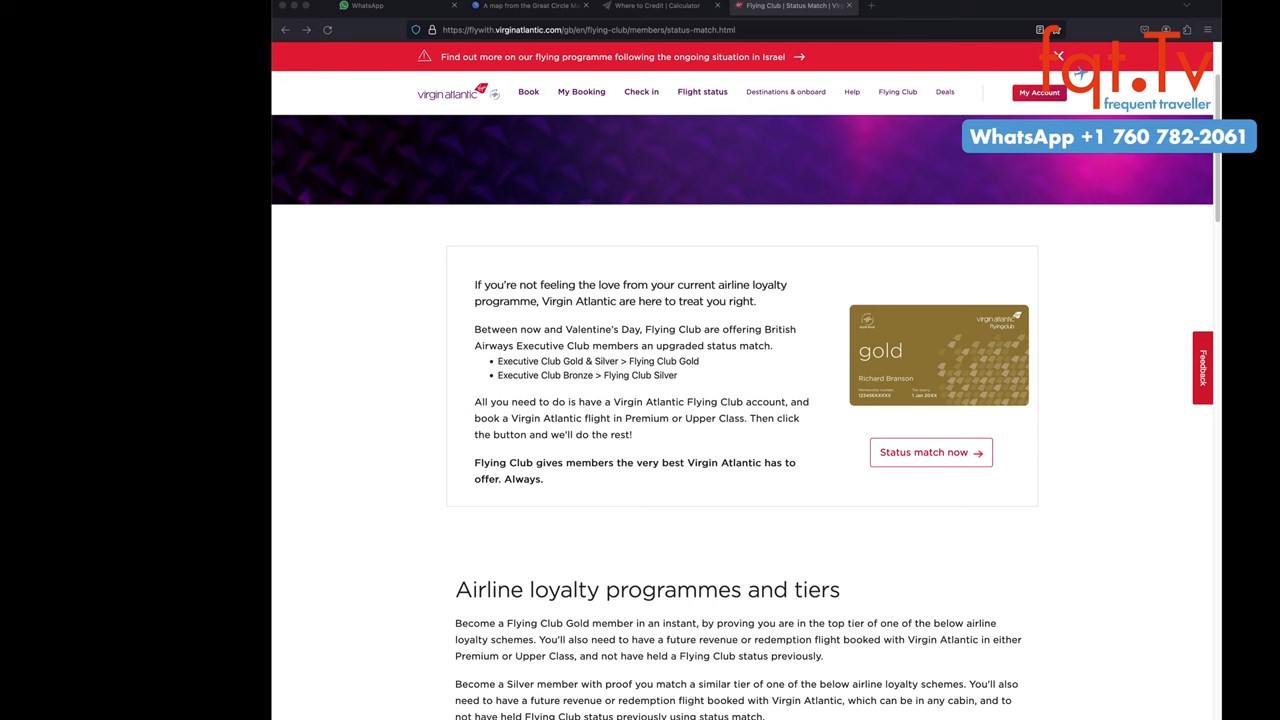 WhatsApp
A map from the Great Circle M
Where to Credit | Calculator
Flying Club | Status Match | Vir
https://flywith.virginatlantic.com/gb/en/flying-club/members/status-match.html
Find out more on our flying programme following the ongoing situation in Israel
virgin atlantic
Book
My Booking
Check in
Flight status
Destinations & onboard
Help
Flying Club
Deals
My Account
fqt.Tv
frequent traveller
WhatsApp +1 760 782-2061
If you're not feeling the love from your current airline loyalty
programme, Virgin Atlantic are here to treat you right.
Between now and Valentine's Day, Flying Club are offering British
Airways Executive Club members an upgraded status match.
• Executive Club Gold & Silver > Flying Club Gold
• Executive Club Bronze > Flying Club Silver
All you need to do is have a Virgin Atlantic Flying Club account, and
book a Virgin Atlantic flight in Premium or Upper Class. Then click
the button and we'll do the rest!
Flying Club gives members the very best Virgin Atlantic has to
offer. Always.
virgin atlantic
flyingclub
gold
Richard Branson
Membership number
123456XXXXX
1 Jan 20XX
Status match now
Feedback
Airline loyalty programmes and tiers
Become a Flying Club Gold member in an instant, by proving you are in the top tier of one of the below airline
loyalty schemes. You'll also need to have a future revenue or redemption flight booked with Virgin Atlantic in either
Premium or Upper Class, and not have held a Flying Club status previously.
Become a Silver member with proof you match a similar tier of one of the below airline loyalty schemes. You'll also
need to have a future revenue or redemption flight booked with Virgin Atlantic, which can be in any cabin, and to
not have held Flying Club status previously using status match.